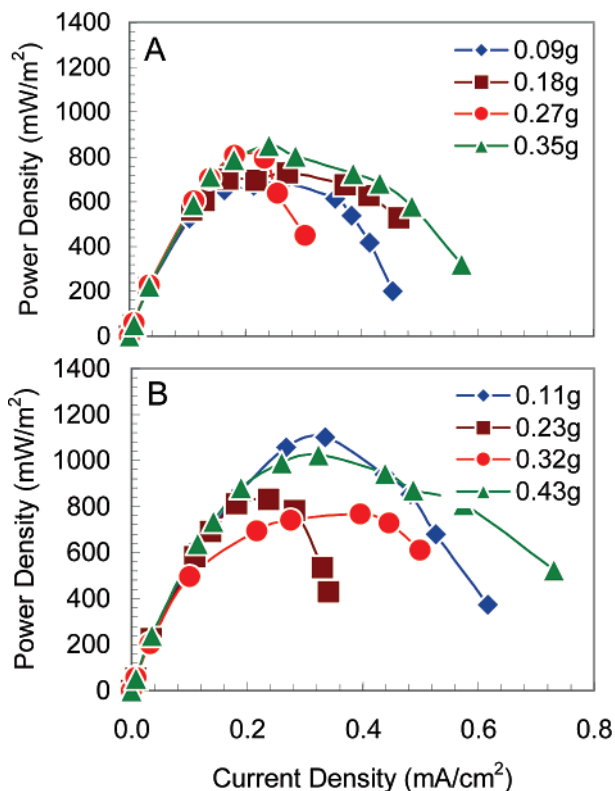 1400
1200
1000
800
600
400
200
0
Power Density (mW/m²)
A
0.09g
0.18g
0.27g
0.35g
1400
1200
1000
800
600
400
200
0
Power Density (mW/m²)
B
0.11g
0.23g
0.32g
0.43g
0.0 0.2 0.4 0.6 0.8
Current Density (mA/cm²)